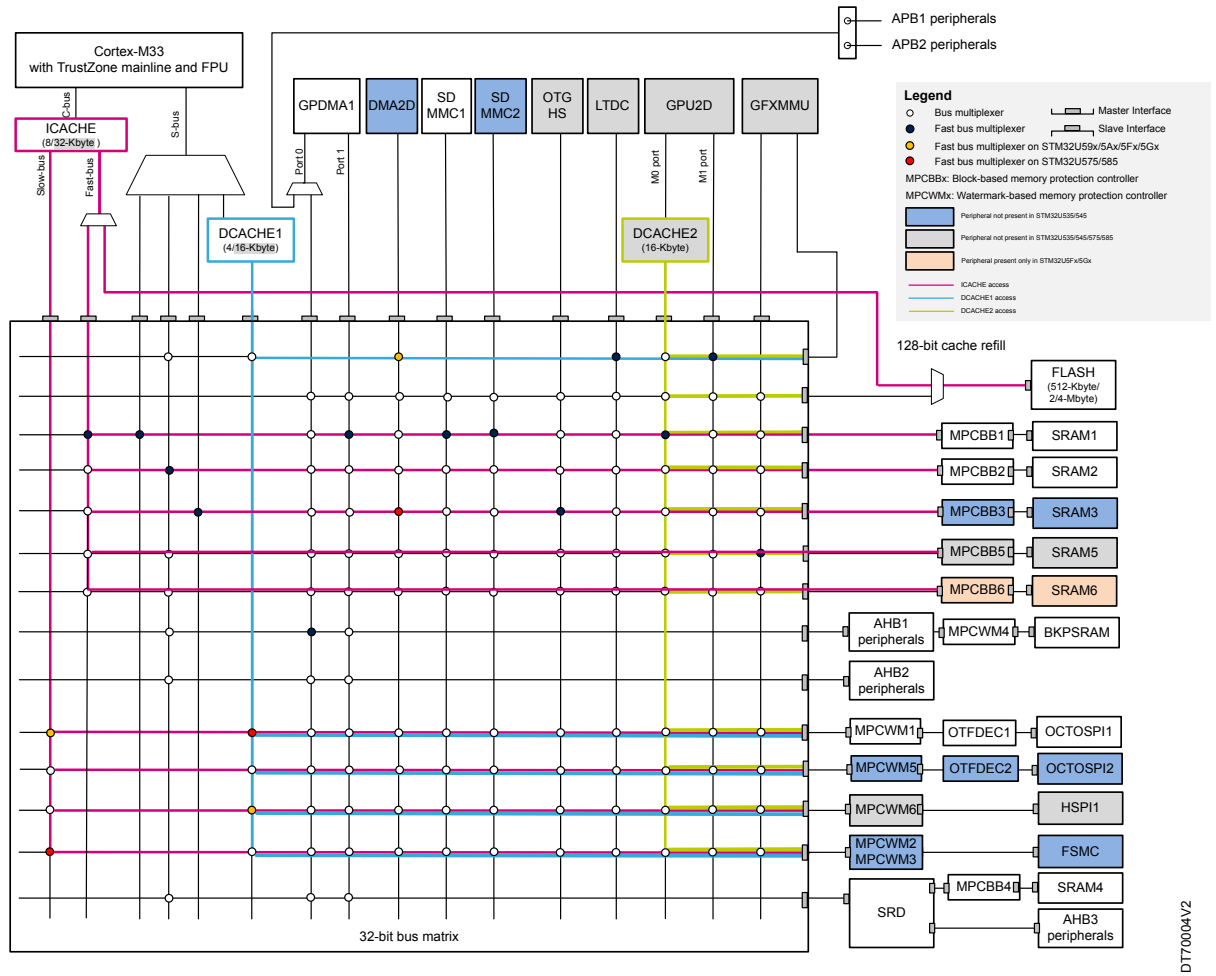 APB1 peripherals
APB2 peripherals
Cortex-M33
with TrustZone mainline and FPU
C-bus
S-bus
ICACHE
(8/32-Kbyte )
Slow-bus
Fast-bus
DCACHE1
(4/16-Kbyte)
GPDMA1
DMA2D
SD
MMC1
SD
MMC2
OTG
HS
LTDC
GPU2D
GFXMMU
Port 0
Port 1
M0 port
M1 port
DCACHE2
(16-Kbyte)
Legend
Bus multiplexer
Fast bus multiplexer
Fast bus multiplexer on STM32U59x/5Ax/5Fx/5Gx
Fast bus multiplexer on STM32U575/585
Master Interface
Slave Interface
MPCBBx: Block-based memory protection controller
MPCWMx: Watermark-based memory protection controller
Peripheral not present in STM32U535/545
Peripheral not present in STM32U535/545/575/585
Peripheral present only in STM32U5Fx/5Gx
ICACHE access
DCACHE1 access
DCACHE2 access
128-bit cache refill
FLASH
(512-Kbyte/
2/4-Mbyte)
MPCBB1
SRAM1
MPCBB2
SRAM2
MPCBB3
SRAM3
MPCBB5
SRAM5
MPCBB6
SRAM6
AHB1
peripherals
MPCWM4
BKPSRAM
AHB2
peripherals
MPCWM1
OTFDEC1
OCTOSPI1
MPCWM5
OTFDEC2
OCTOSPI2
MPCWM6
HSPI1
MPCWM2
MPCWM3
FSMC
SRD
MPCBB4
SRAM4
AHB3
peripherals
32-bit bus matrix
DT70004V2